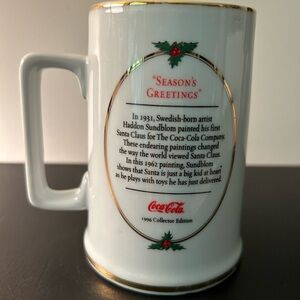 "SEASON'S
GREETINGS"
In 1931, Swedish-born artist
Haddon Sundblom painted his first
Santa Claus for The Coca-Cola Company.
These endearing paintings changed
the way the world viewed Santa Claus.
In this 1962 painting, Sundblom
shows that Santa is just a big kid at heart
as he plays with toys he has just delivered.
Coca-Cola
1996 Collector Edition